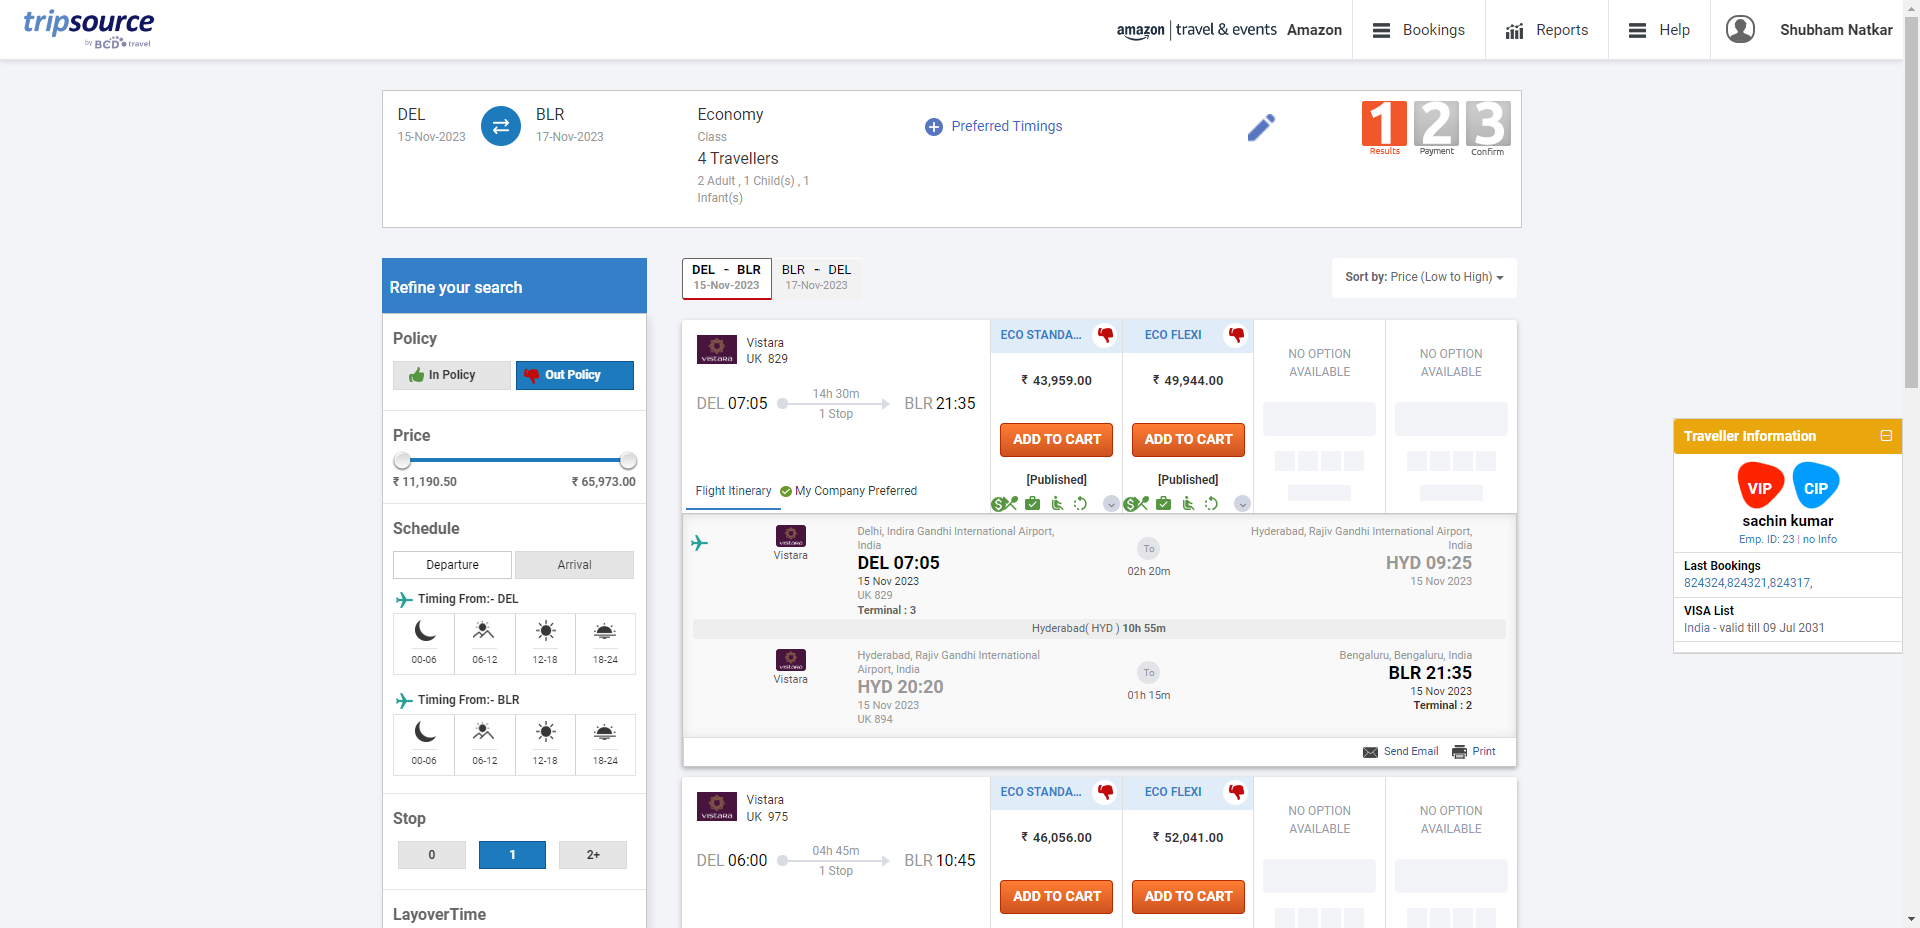 tripsource
by BCD travel
amazon | travel & events Amazon
Bookings
Reports
Help
Shubham Natkar
DEL
15-Nov-2023
BLR
17-Nov-2023
Economy
Class
4 Travellers
2 Adult , 1 Child(s) , 1
Infant(s)
Preferred Timings
1
Results
2
Payment
3
Confirm
Refine your search
Policy
In Policy
Out Policy
Price
₹ 11,190.50
₹ 65,973.00
Schedule
Departure
Arrival
Timing From:- DEL
00-06
06-12
12-18
18-24
Timing From:- BLR
00-06
06-12
12-18
18-24
Stop
0
1
2+
LayoverTime
DEL - BLR
15-Nov-2023
BLR - DEL
17-Nov-2023
Sort by: Price (Low to High)
VISTARA
Vistara
UK 829
DEL 07:05
14h 30m
1 Stop
BLR 21:35
Flight Itinerary
My Company Preferred
ECO STANDA...
₹ 43,959.00
ADD TO CART
[Published]
ECO FLEXI
₹ 49,944.00
ADD TO CART
[Published]
NO OPTION
AVAILABLE
NO OPTION
AVAILABLE
Vistara
Delhi, Indira Gandhi International Airport,
India
DEL 07:05
15 Nov 2023
UK 829
Terminal : 3
To
02h 20m
Hyderabad, Rajiv Gandhi International Airport,
India
HYD 09:25
15 Nov 2023
Hyderabad( HYD ) 10h 55m
Vistara
Hyderabad, Rajiv Gandhi International
Airport, India
HYD 20:20
15 Nov 2023
UK 894
To
01h 15m
Bengaluru, Bengaluru, India
BLR 21:35
15 Nov 2023
Terminal : 2
Send Email
Print
VISTARA
Vistara
UK 975
DEL 06:00
04h 45m
1 Stop
BLR 10:45
ECO STANDA...
₹ 46,056.00
ADD TO CART
ECO FLEXI
₹ 52,041.00
ADD TO CART
NO OPTION
AVAILABLE
NO OPTION
AVAILABLE
Traveller Information
VIP
CIP
sachin kumar
Emp. ID: 23 | no Info
Last Bookings
824324,824321,824317,
VISA List
India - valid till 09 Jul 2031